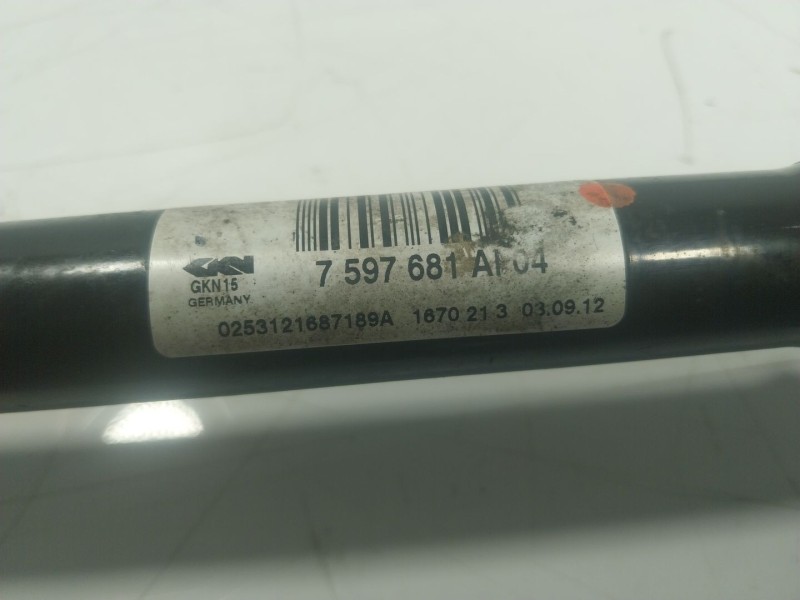 7 597 681 AI 04
GKN
GKN15
GERMANY
0253121687189A 1670 21 3 03.09.12